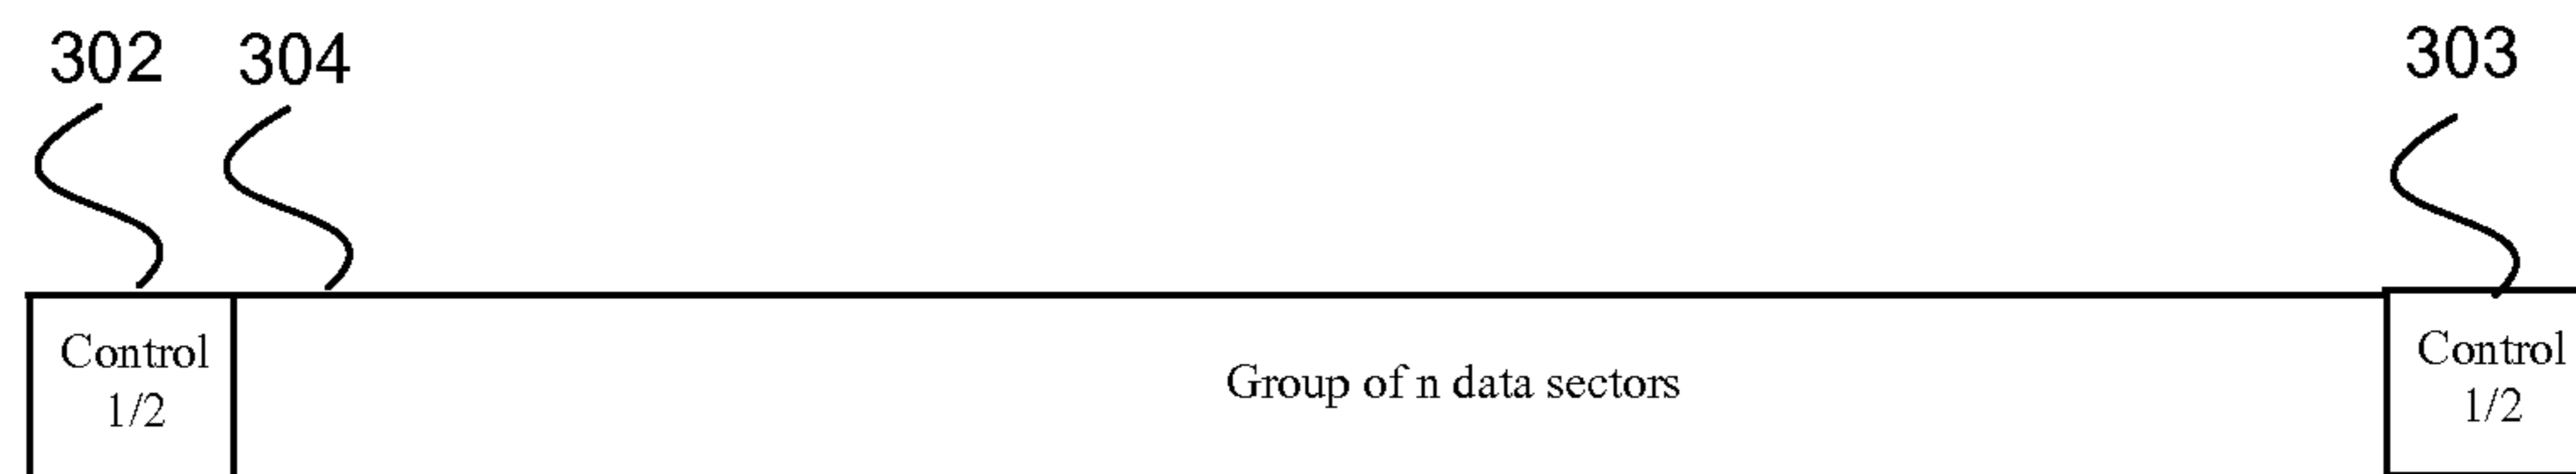 302 304 303
Control
1/2
Group of n data sectors
Control
1/2